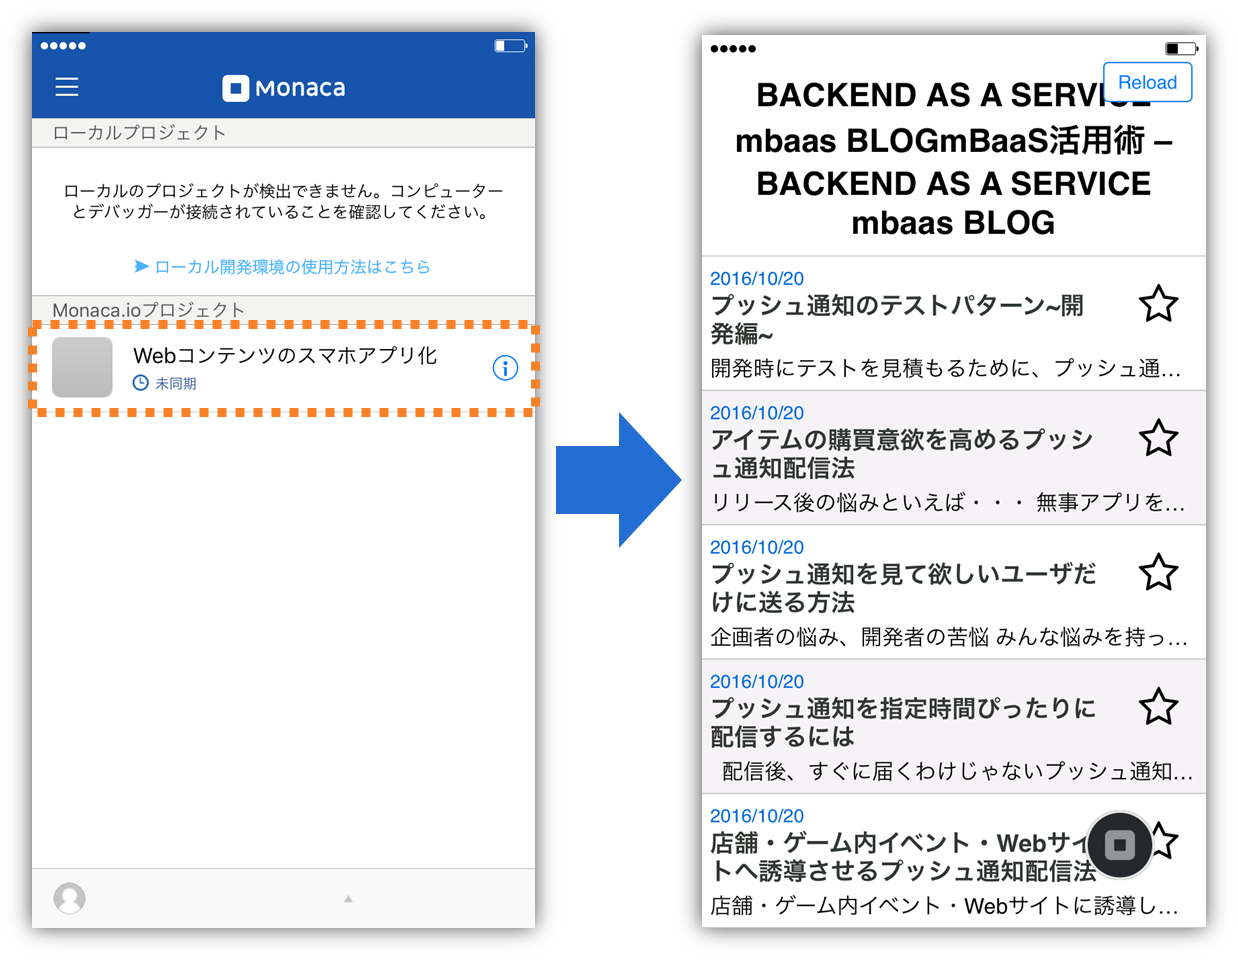 Monaca
ローカルプロジェクト
ローカルのプロジェクトが検出できません。コンピューター
とデバッガーが接続されていることを確認してください。
ローカル開発環境の使用方法はこちら
Monaca.ioプロジェクト
Webコンテンツのスマホアプリ化
未同期
Reload
BACKEND AS A SERVICE
mbaas BLOGmBaaS活用術 –
BACKEND AS A SERVICE
mbaas BLOG
2016/10/20
プッシュ通知のテストパターン~開
発編~
開発時にテストを見積もるために、プッシュ通...
2016/10/20
アイテムの購買意欲を高めるプッシ
ュ通知配信法
リリース後の悩みといえば・・・ 無事アプリを...
2016/10/20
プッシュ通知を見て欲しいユーザだ
けに送る方法
企画者の悩み、開発者の苦悩 みんな悩みを持っ...
2016/10/20
プッシュ通知を指定時間ぴったりに
配信するには
配信後、すぐに届くわけじゃないプッシュ通知...
2016/10/20
店舗・ゲーム内イベント・Webサイ
トへ誘導させるプッシュ通知配信法
店舗・ゲーム内イベント・Webサイトに誘導し...